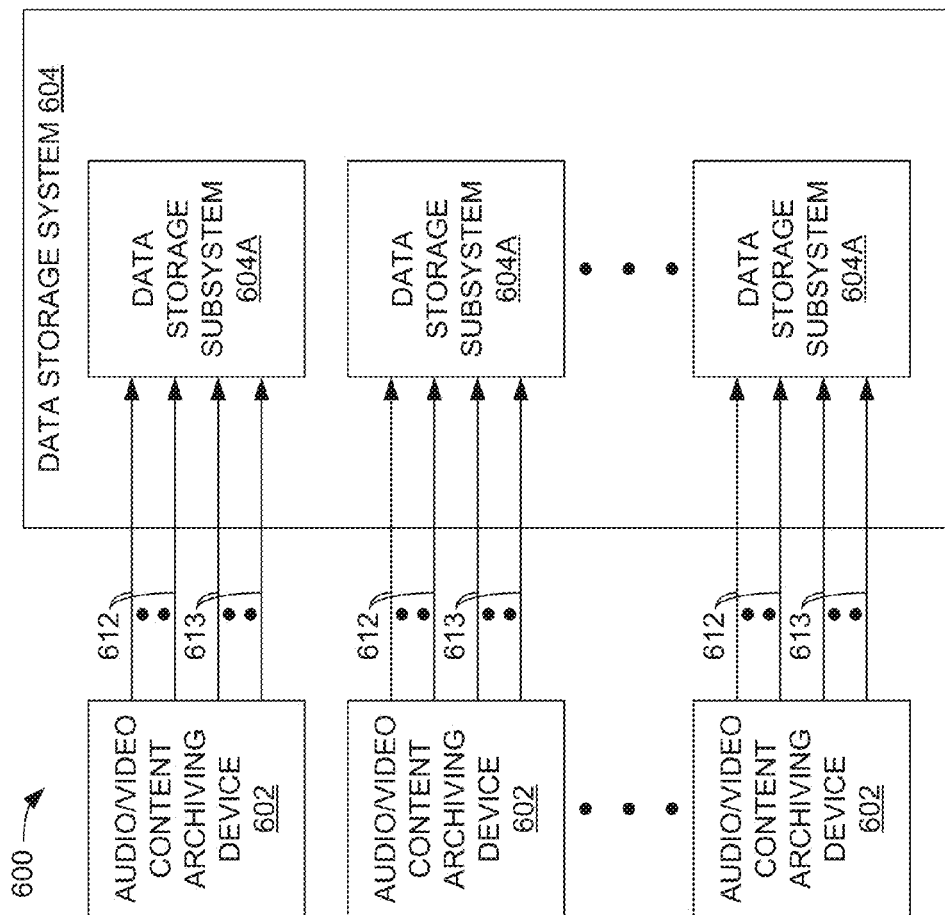 600
DATA STORAGE SYSTEM 604
AUDIO/VIDEO
CONTENT
ARCHIVING
DEVICE
602
612
613
DATA
STORAGE
SUBSYSTEM
604A
AUDIO/VIDEO
CONTENT
ARCHIVING
DEVICE
602
612
613
DATA
STORAGE
SUBSYSTEM
604A
AUDIO/VIDEO
CONTENT
ARCHIVING
DEVICE
602
612
613
DATA
STORAGE
SUBSYSTEM
604A